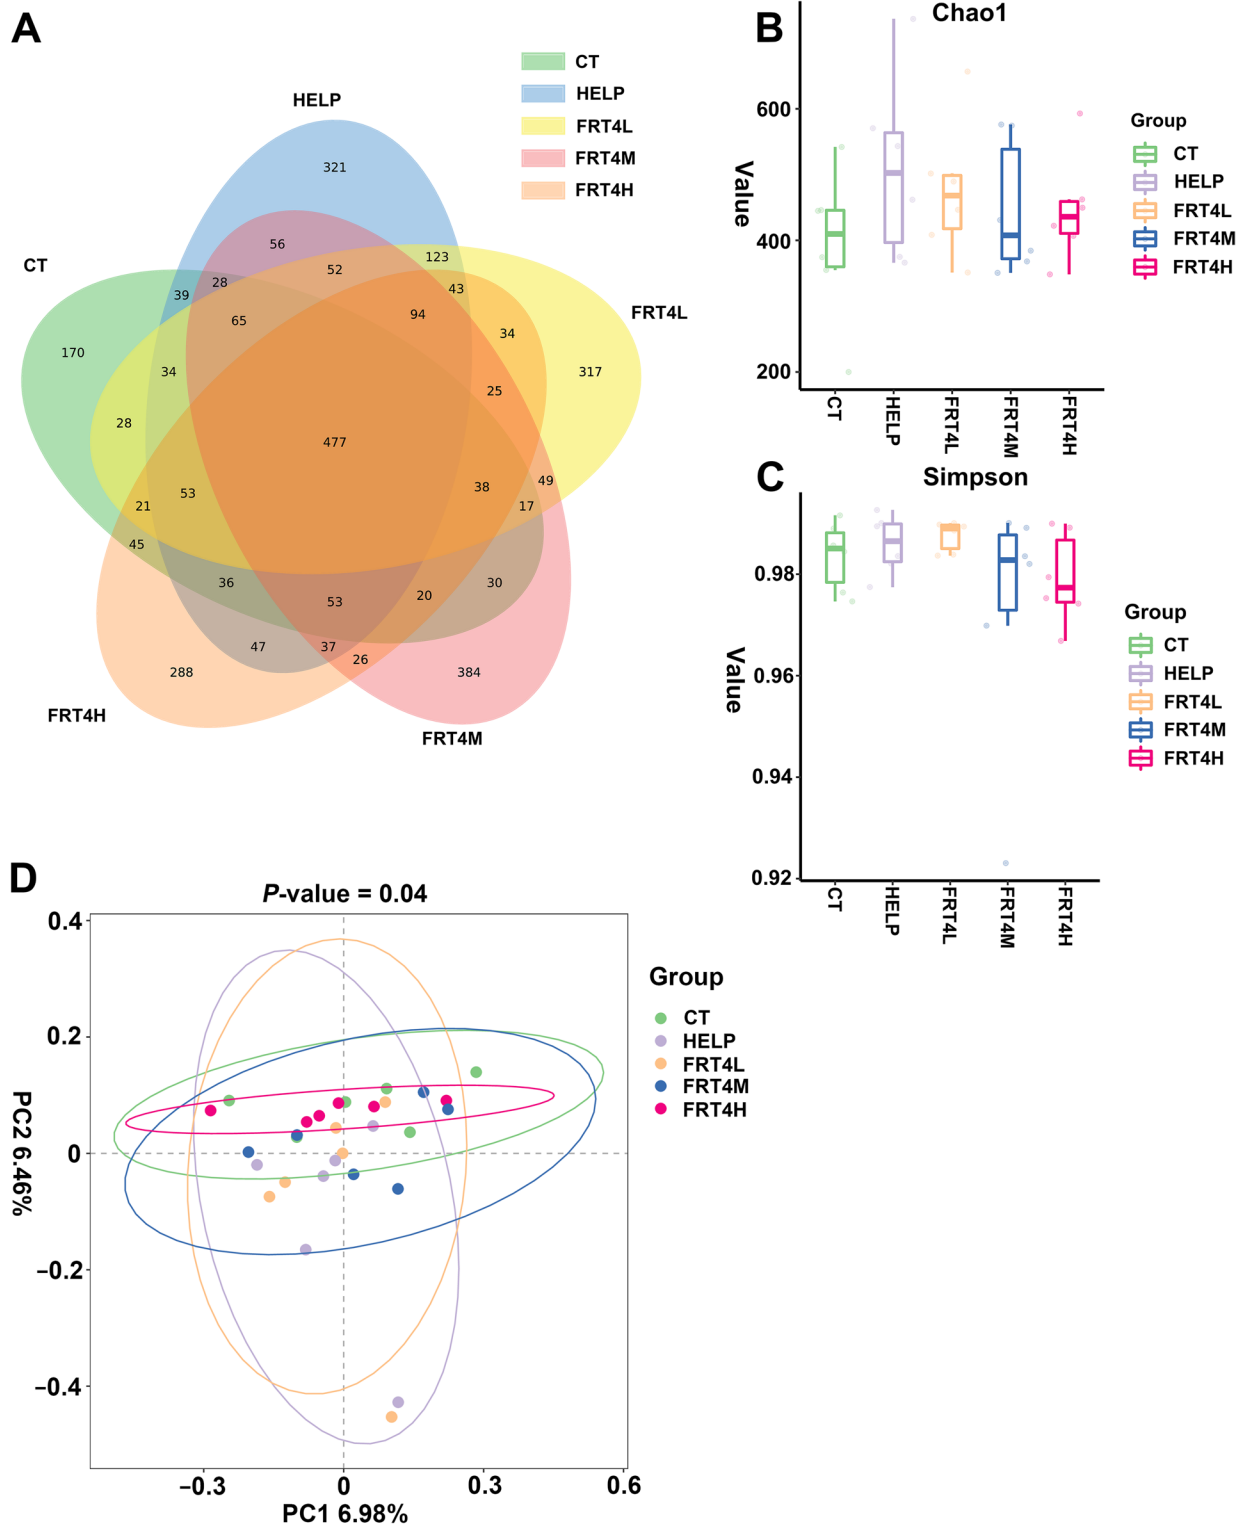 A
CT
HELP
FRT4L
FRT4M
FRT4H
HELP
CT
FRT4L
FRT4H
FRT4M
321
56
123
52
28
39
43
65
94
34
170
34
317
25
28
477
49
38
53
21
17
45
36
30
20
53
47
37
26
288
384
B
Chao1
Value
600
400
200
CT
HELP
FRT4L
FRT4M
FRT4H
Group
CT
HELP
FRT4L
FRT4M
FRT4H
C
Simpson
Value
0.98
0.96
0.94
0.92
CT
HELP
FRT4L
FRT4M
FRT4H
Group
CT
HELP
FRT4L
FRT4M
FRT4H
D
P-value = 0.04
PC2 6.46%
0.4
0.2
0
−0.2
−0.4
−0.3
0
0.3
0.6
PC1 6.98%
Group
CT
HELP
FRT4L
FRT4M
FRT4H